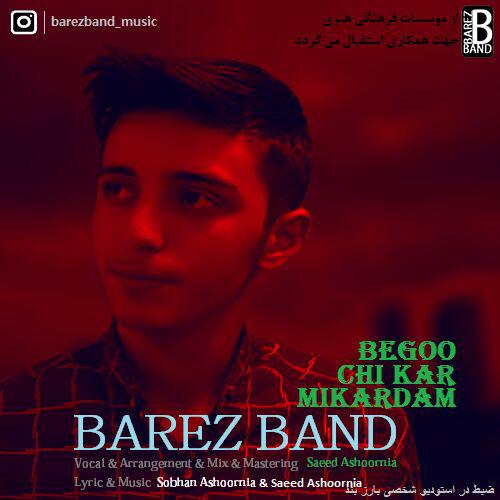 barezband_music
از موسسات فرهنگی هنری
جهت همکاری استقبال می گردد
BAREZ
B
BAND
BEGOO
CHI KAR
MIKARDAM
BAREZ BAND
Vocal & Arrangement & Mix & Mastering Saeed Ashoornia
Lyric & Music Sobhan Ashoornia & Saeed Ashoornia
ضبط در استودیو شخصی بارز بند